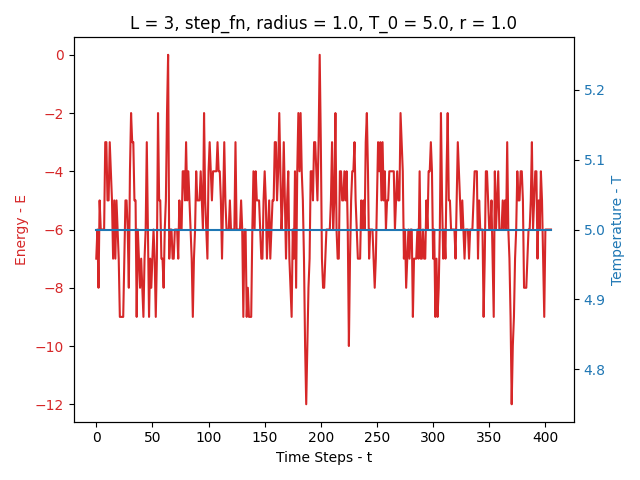 L = 3, step_fn, radius = 1.0, T_0 = 5.0, r = 1.0
0
−2
−4
−6
−8
−10
−12
Energy - E
5.2
5.1
5.0
4.9
4.8
Temperature - T
0 50 100 150 200 250 300 350 400
Time Steps - t